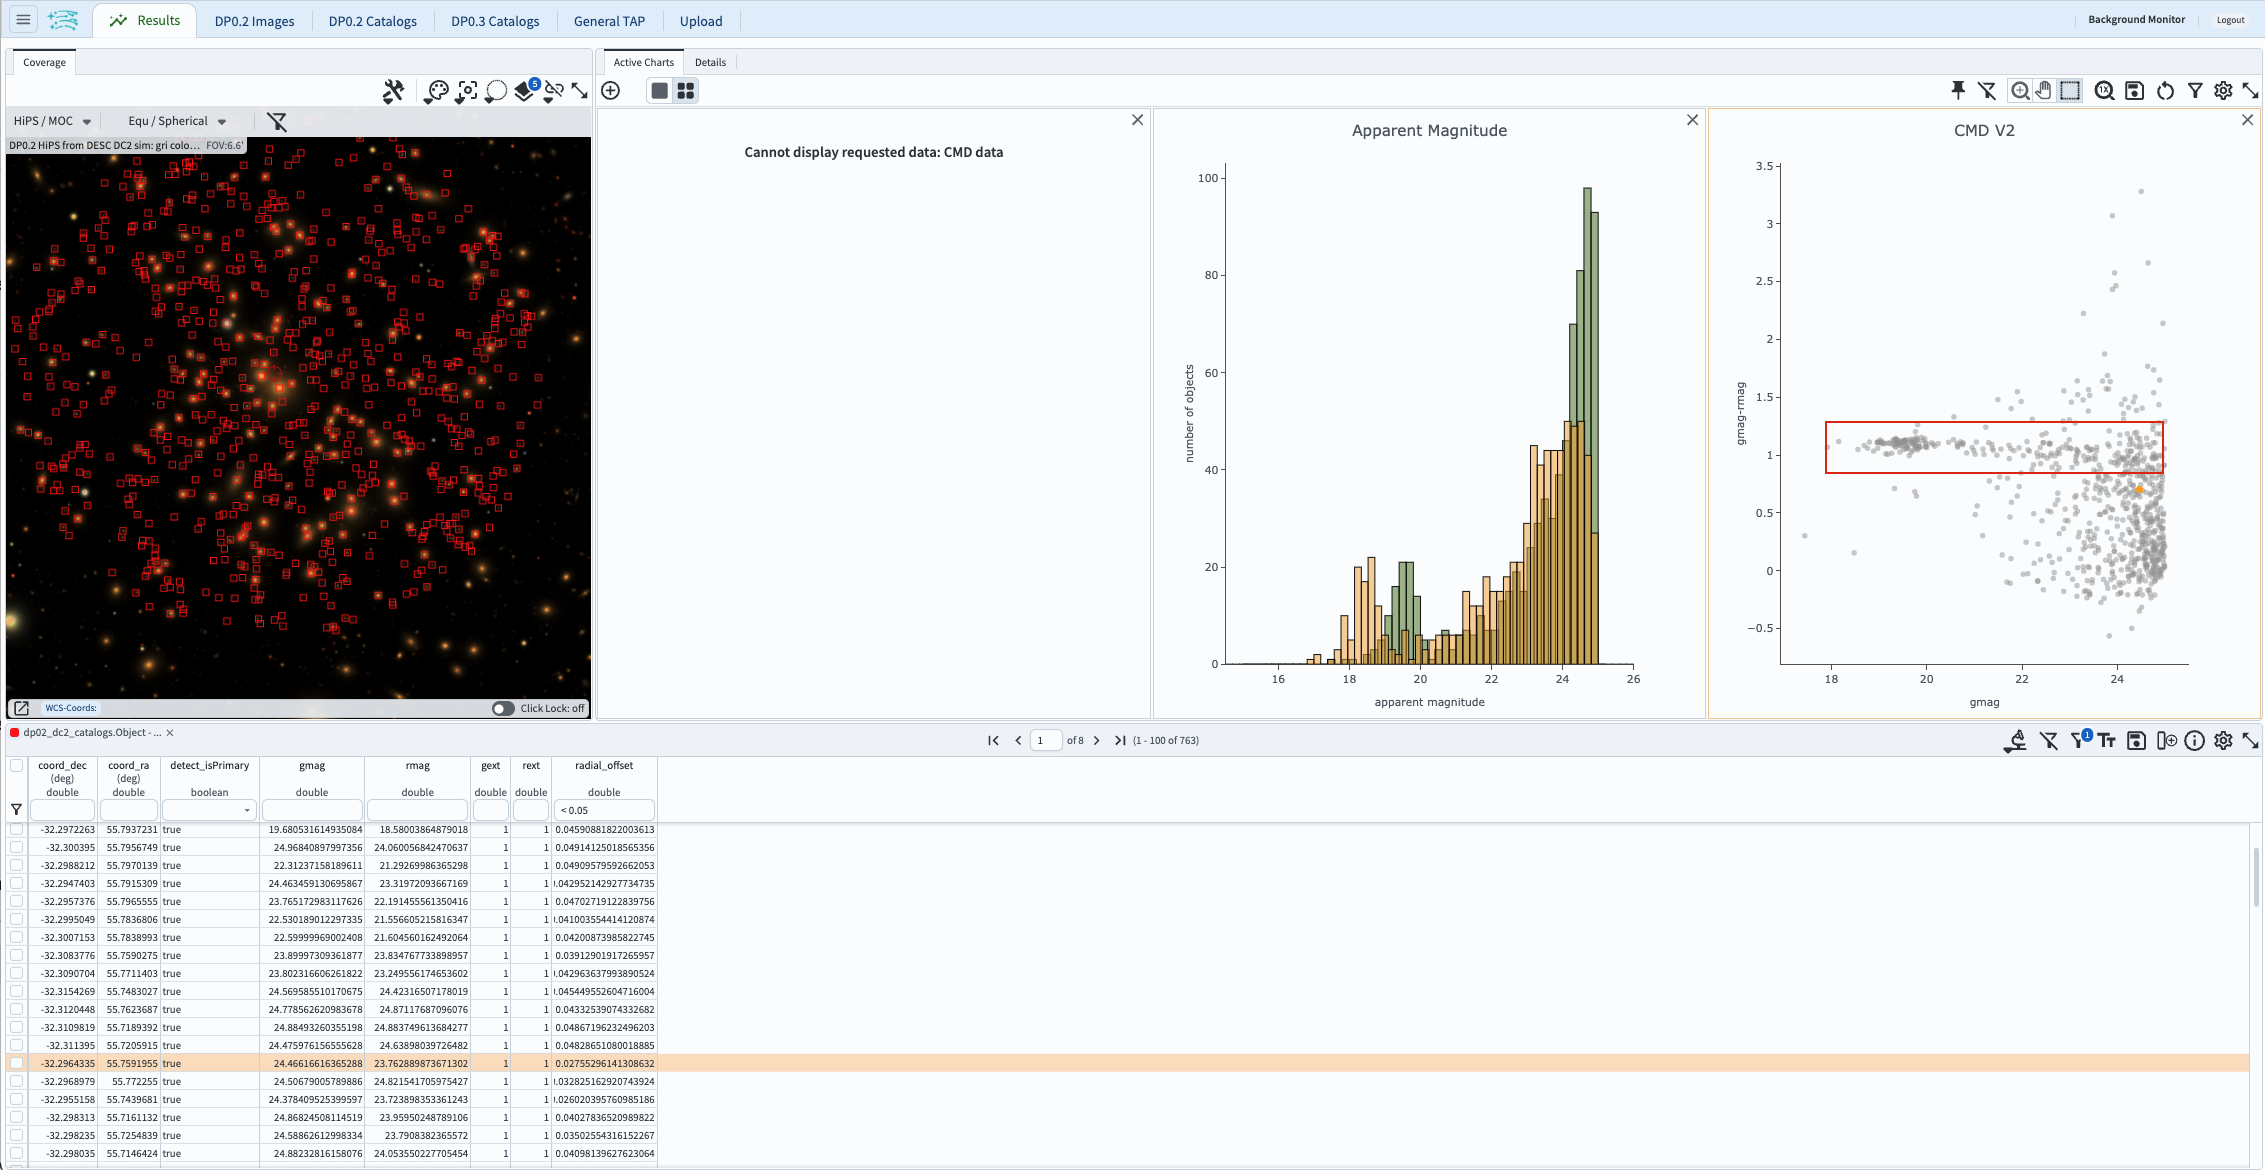 Results DP0.2 Images DP0.2 Catalogs DP0.3 Catalogs General TAP Upload Background Monitor Logout
Coverage Active Charts Details
5
HiPS / MOC Equ / Spherical
DP0.2 HiPS from DESC DC2 sim: gri colo... FOV:6.6'
Cannot display requested data: CMD data
Apparent Magnitude
100
80
60
40
20
0
16 18 20 22 24 26
apparent magnitude
number of objects
CMD V2
3.5
3
2.5
2
1.5
1
0.5
0
−0.5
18 20 22 24
gmag
gmag-rmag
WCS-Coords: Click Lock: off
dp02_dc2_catalogs.Object - ... 1 of 8 (1 - 100 of 763) 1
coord_dec coord_ra detect_isPrimary gmag rmag gext rext radial_offset
(deg) (deg)
double double boolean double double double double double
< 0.05
-32.2972263 55.7937231 true 19.680531614935084 18.58003864879018 1 1 0.04590881822003613
-32.300395 55.7956749 true 24.96840897997356 24.060056842470637 1 1 0.04914125018565356
-32.2988212 55.7970139 true 22.31237158189611 21.29269986365298 1 1 0.04909579592662053
-32.2947403 55.7915309 true 24.463459130695867 23.31972093667169 1 1 .042952142927734735
-32.2957376 55.7965555 true 23.765172983117626 22.191455561350416 1 1 0.04702719122839756
-32.2995049 55.7836806 true 22.530189012297335 21.556605215816347 1 1 .041003554414120874
-32.3007153 55.7838993 true 22.59999969002408 21.604560162492064 1 1 0.04200873985822745
-32.3083776 55.7590275 true 23.89997309361877 23.834767733898957 1 1 0.03912901917265957
-32.3090704 55.7711403 true 23.802316606261822 23.249556174653602 1 1 .042963637993890524
-32.3154269 55.7483027 true 24.569585510170675 24.42316507178019 1 1 .045449552604716004
-32.3120448 55.7623687 true 24.778562620983678 24.87117687096076 1 1 0.04332539074332682
-32.3109819 55.7189392 true 24.88493260355198 24.883749613684277 1 1 0.04867196232496203
-32.311395 55.7205915 true 24.475976156555628 24.63898039726482 1 1 0.04828651080018885
-32.2964335 55.7591955 true 24.46616616365288 23.762889873671302 1 1 0.02755296141308632
-32.2968979 55.772255 true 24.50679005789886 24.821541705975427 1 1 .032825162920743924
-32.2955158 55.7439681 true 24.378409525399597 23.723898353361243 1 1 .026020395760985186
-32.298313 55.7161132 true 24.86824508114519 23.95950248789106 1 1 0.04027836520989822
-32.298235 55.7254839 true 24.58862612998334 23.7908382365572 1 1 0.03502554316152267
-32.298035 55.7146424 true 24.88232816158076 24.053550227705454 1 1 0.04098139627623064